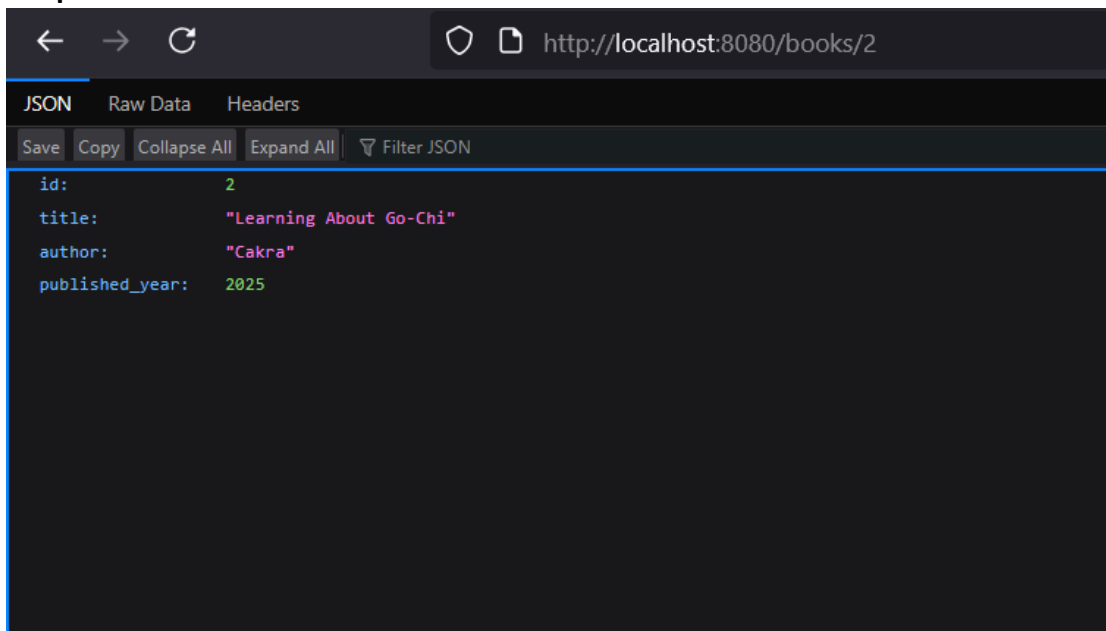 http://localhost:8080/books/2
JSON Raw Data Headers
Save Copy Collapse All Expand All Filter JSON
id: 2
title: "Learning About Go-Chi"
author: "Cakra"
published_year: 2025